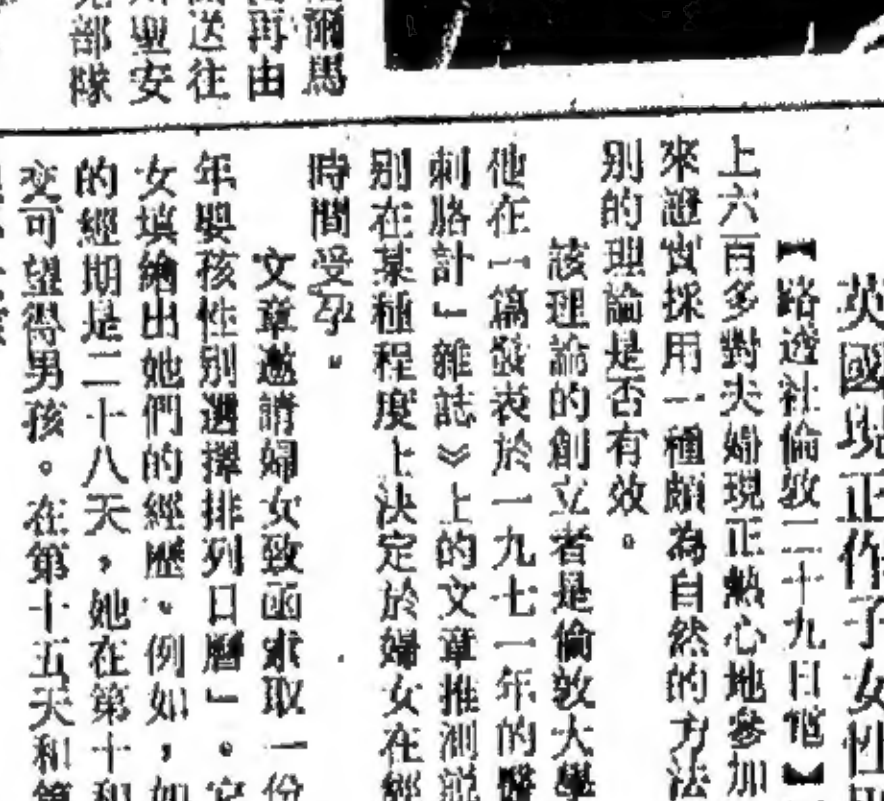 英國現正作子女性別
【路透社倫敦二十九日電】
上六百多對夫婦現正熱心地參加
來證實採用一種頗為自然的方法
別的理論是否有效。
該理論的創立者是倫敦大學
他在一篇發表於一九七一年的醫
刺胳計」雜誌》上的文章推測說
別在某種程度上決定於婦女在經
時間受孕。
文章邀請婦女致函索取一份
年嬰孩性別選擇排列日曆」。它
女填繪出她們的經歷。例如,如
的經期是二十八天,她在第十和
交可望得男孩。在第十五天和第
爾馬
再由
送往
聖安
部隊